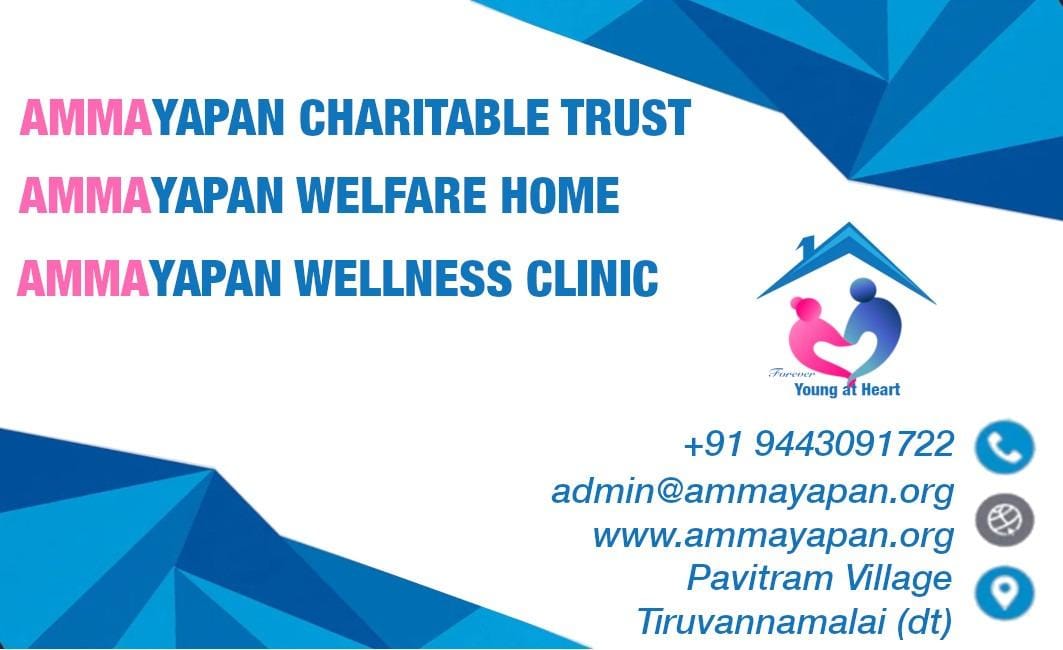 AMMAYAPAN CHARITABLE TRUST
AMMAYAPAN WELFARE HOME
AMMAYAPAN WELLNESS CLINIC
Forever
Young at Heart
+91 9443091722
admin@ammayapan.org
www.ammayapan.org
Pavitram Village
Tiruvannamalai (dt)